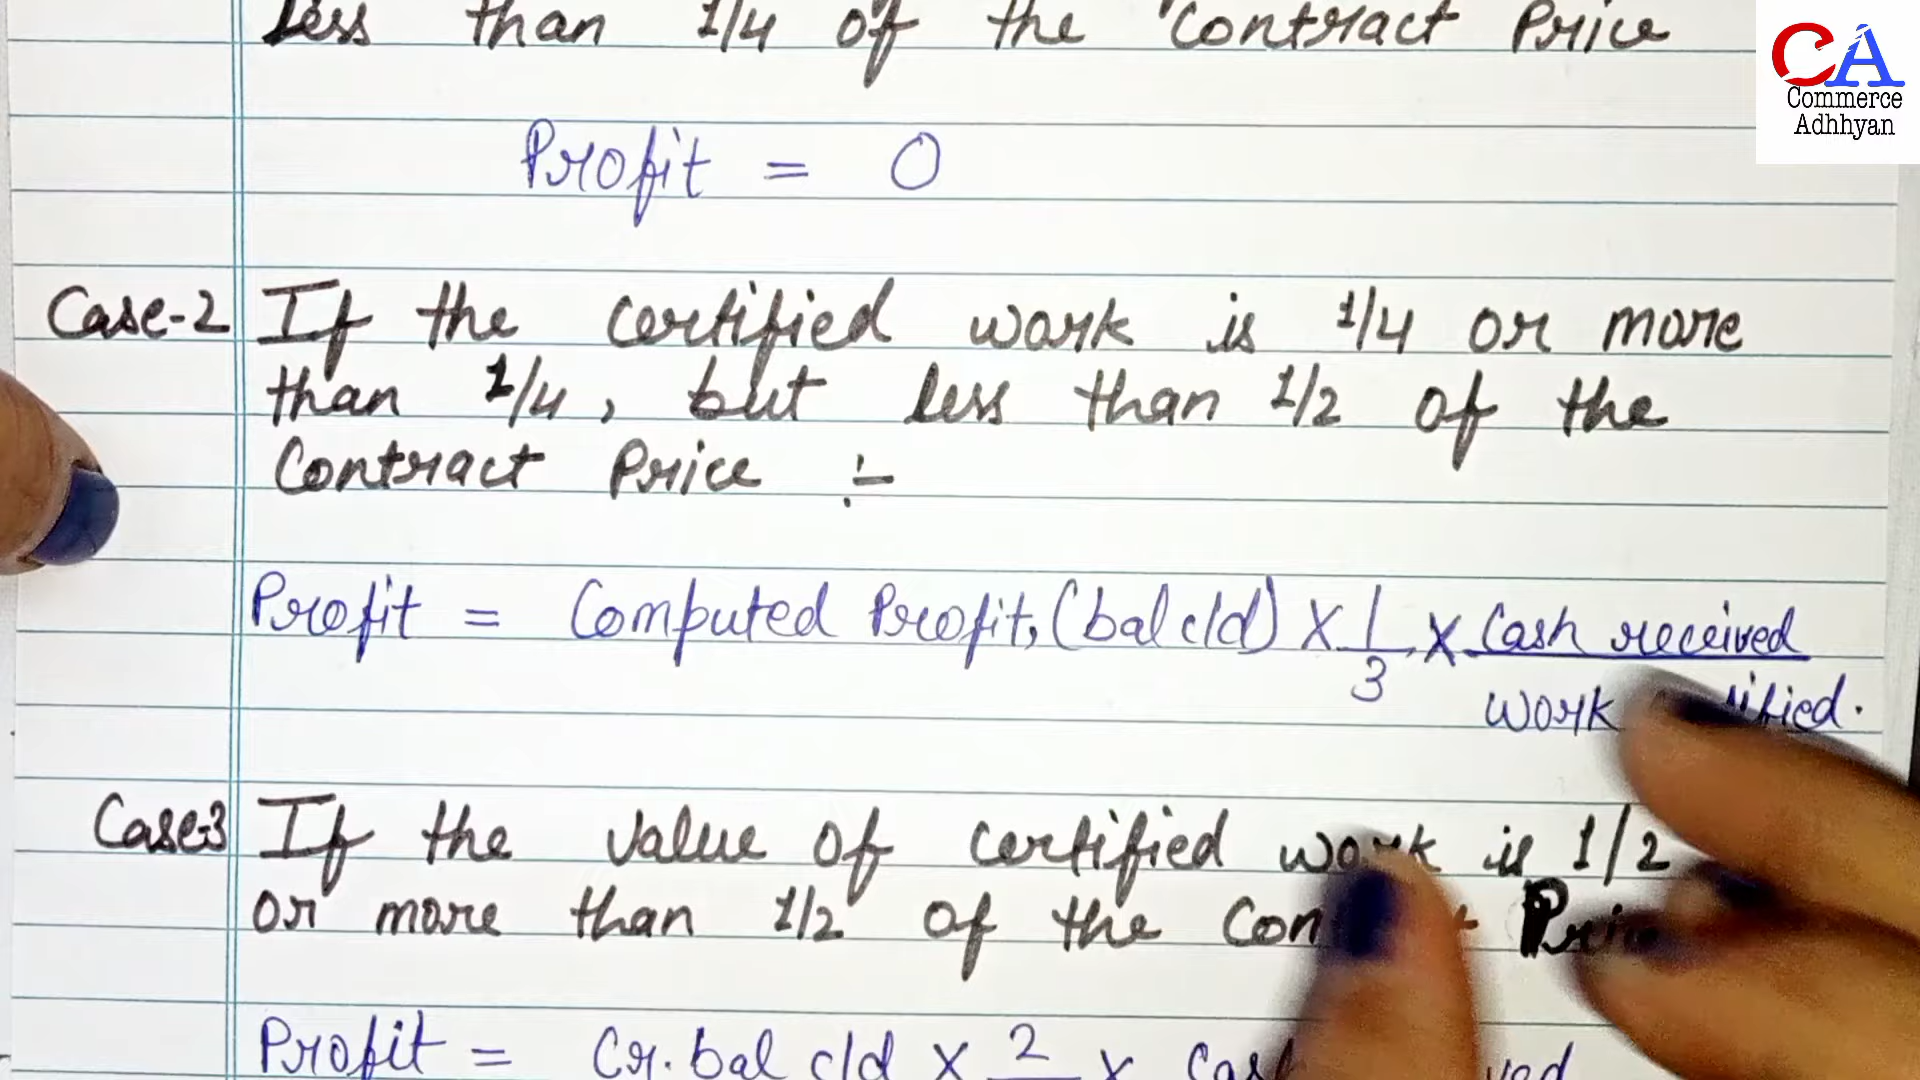 less than 1/4 of the Contract Price
CA
Commerce
Adhhyan
Profit = 0
Case-2 If the certified work is 1/4 or more
than 1/4, but less than 1/2 of the
Contract Price :-
Profit = Computed Profit, (bal c/d) X 1/3 X Cash received
Work
Case-3 If the value of certified work is 1/2
or more than 1/2 of the
Profit = Cr. bal c/d X 2 X